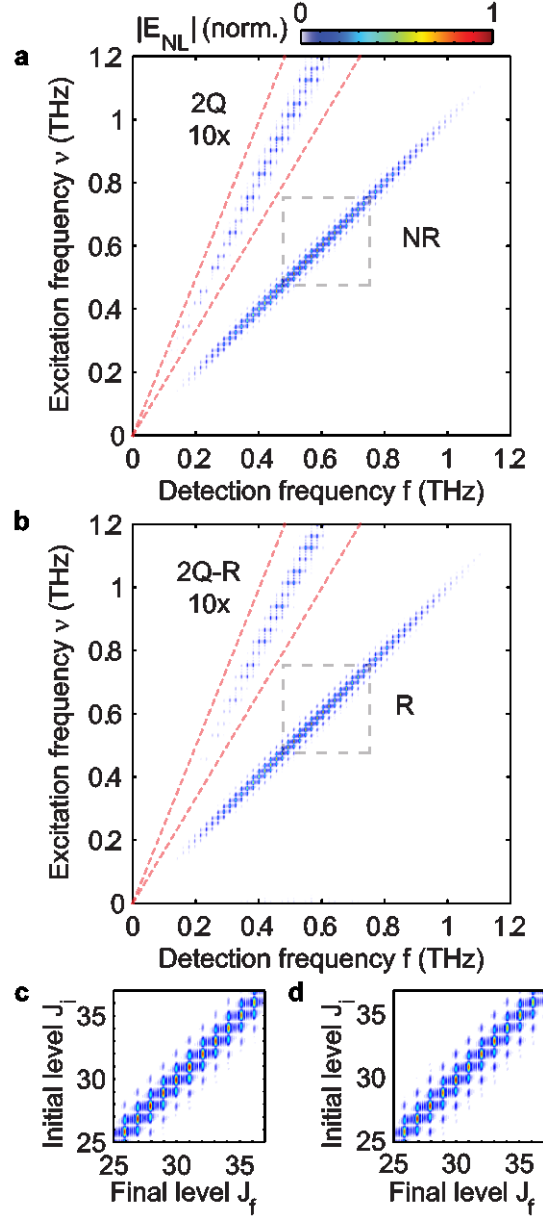 |E_NL| (norm.) 0 1
a
2Q
10x
NR
Excitation frequency ν (THz)
1.2
1
0.8
0.6
0.4
0.2
0
0 0.2 0.4 0.6 0.8 1 1.2
Detection frequency f (THz)
b
2Q-R
10x
R
Excitation frequency ν (THz)
1.2
1
0.8
0.6
0.4
0.2
0
0 0.2 0.4 0.6 0.8 1 1.2
Detection frequency f (THz)
c
Initial level J_i
35
30
25
25 30 35
Final level J_f
d
Initial level J_i
35
30
25
25 30 35
Final level J_f